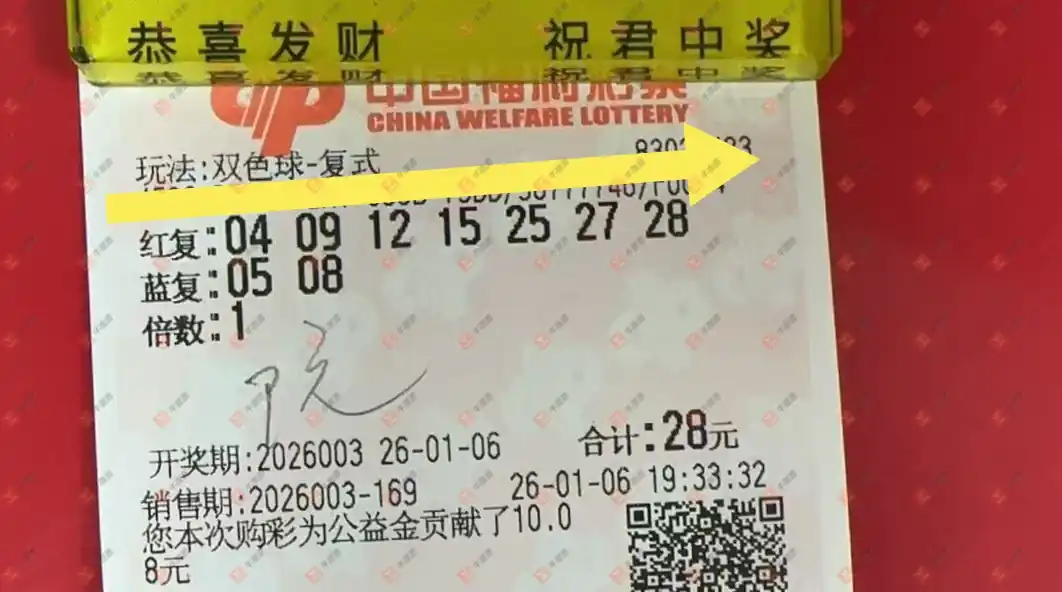 恭喜发财 祝君中奖
中国福利彩票
CHINA WELFARE LOTTERY
玩法:双色球-复式
红复:04 09 12 15 25 27 28
蓝复:05 08
倍数:1
开奖期:2026003 26-01-06 合计:28元
销售期:2026003-169 26-01-06 19:33:32
您本次购彩为公益金贡献了10.0
8元